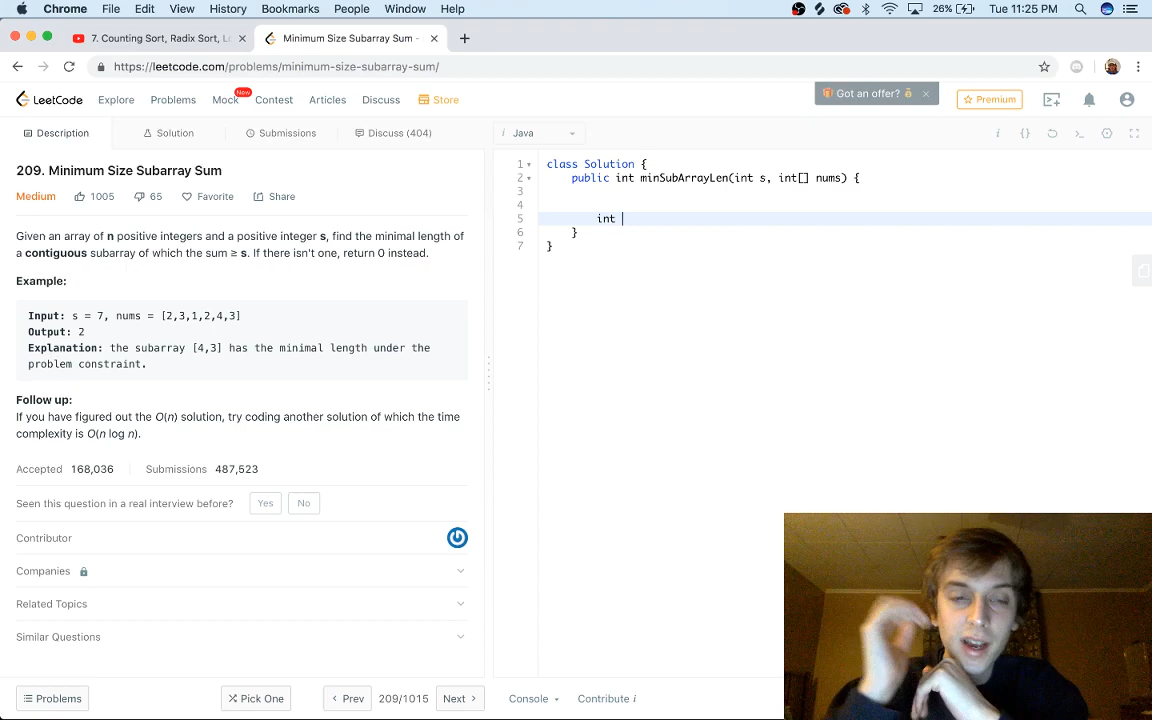 Chrome File Edit View History Bookmarks People Window Help 26% Tue 11:25 PM
7. Counting Sort, Radix Sort, Lo
Minimum Size Subarray Sum -
https://leetcode.com/problems/minimum-size-subarray-sum/
LeetCode Explore Problems Mock New Contest Articles Discuss Store Got an offer? Premium
Description Solution Submissions Discuss (404)
i Java
209. Minimum Size Subarray Sum
Medium 1005 65 Favorite Share
Given an array of n positive integers and a positive integer s, find the minimal length of
a contiguous subarray of which the sum ≥ s. If there isn't one, return 0 instead.
Example:
Input: s = 7, nums = [2,3,1,2,4,3]
Output: 2
Explanation: the subarray [4,3] has the minimal length under the
problem constraint.
Follow up:
If you have figured out the O(n) solution, try coding another solution of which the time
complexity is O(n log n).
Accepted 168,036 Submissions 487,523
Seen this question in a real interview before? Yes No
Contributor
Companies
Related Topics
Similar Questions
Problems Pick One Prev 209/1015 Next
1 class Solution {
2 public int minSubArrayLen(int s, int[] nums) {
3
4
5 int
6 }
7 }
Console Contribute i